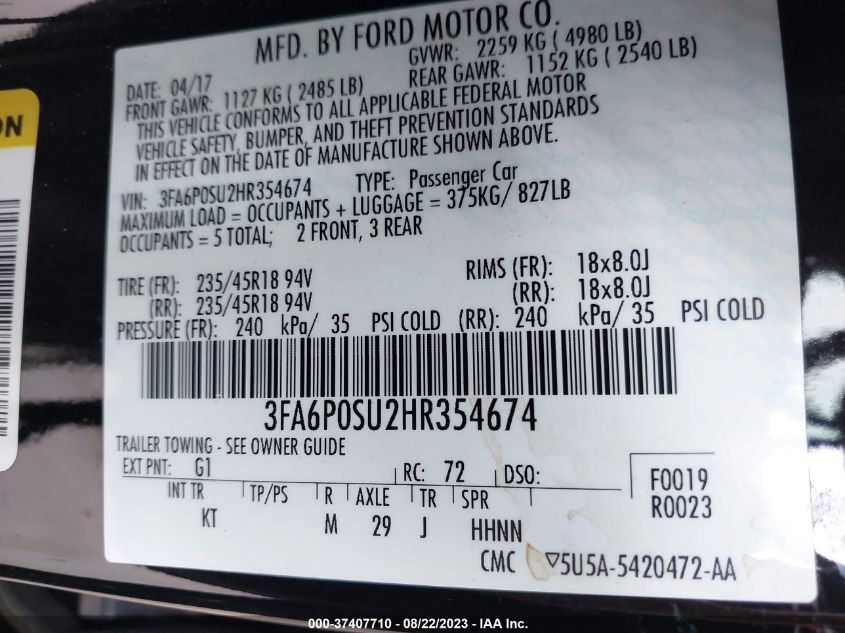 MFD. BY FORD MOTOR CO.
DATE: 04/17 GVWR: 2259 KG ( 4980 LB)
FRONT GAWR: 1127 KG ( 2485 LB) REAR GAWR: 1152 KG ( 2540 LB)
THIS VEHICLE CONFORMS TO ALL APPLICABLE FEDERAL MOTOR
VEHICLE SAFETY, BUMPER, AND THEFT PREVENTION STANDARDS
IN EFFECT ON THE DATE OF MANUFACTURE SHOWN ABOVE.
VIN: 3FA6P0SU2HR354674 TYPE: Passenger Car
MAXIMUM LOAD = OCCUPANTS + LUGGAGE = 375KG/ 827LB
OCCUPANTS = 5 TOTAL; 2 FRONT, 3 REAR
TIRE (FR): 235/45R18 94V RIMS (FR): 18x8.0J
(RR): 235/45R18 94V (RR): 18x8.0J
PRESSURE (FR): 240 kPa/ 35 PSI COLD (RR): 240 kPa/ 35 PSI COLD
3FA6P0SU2HR354674
TRAILER TOWING - SEE OWNER GUIDE
EXT PNT: G1 RC: 72 DSO: F0019
INT TR TP/PS R AXLE TR SPR R0023
KT M 29 J HHNN
CMC ▽5U5A-5420472-AA
ON
000-37407710 - 08/22/2023 - IAA Inc.